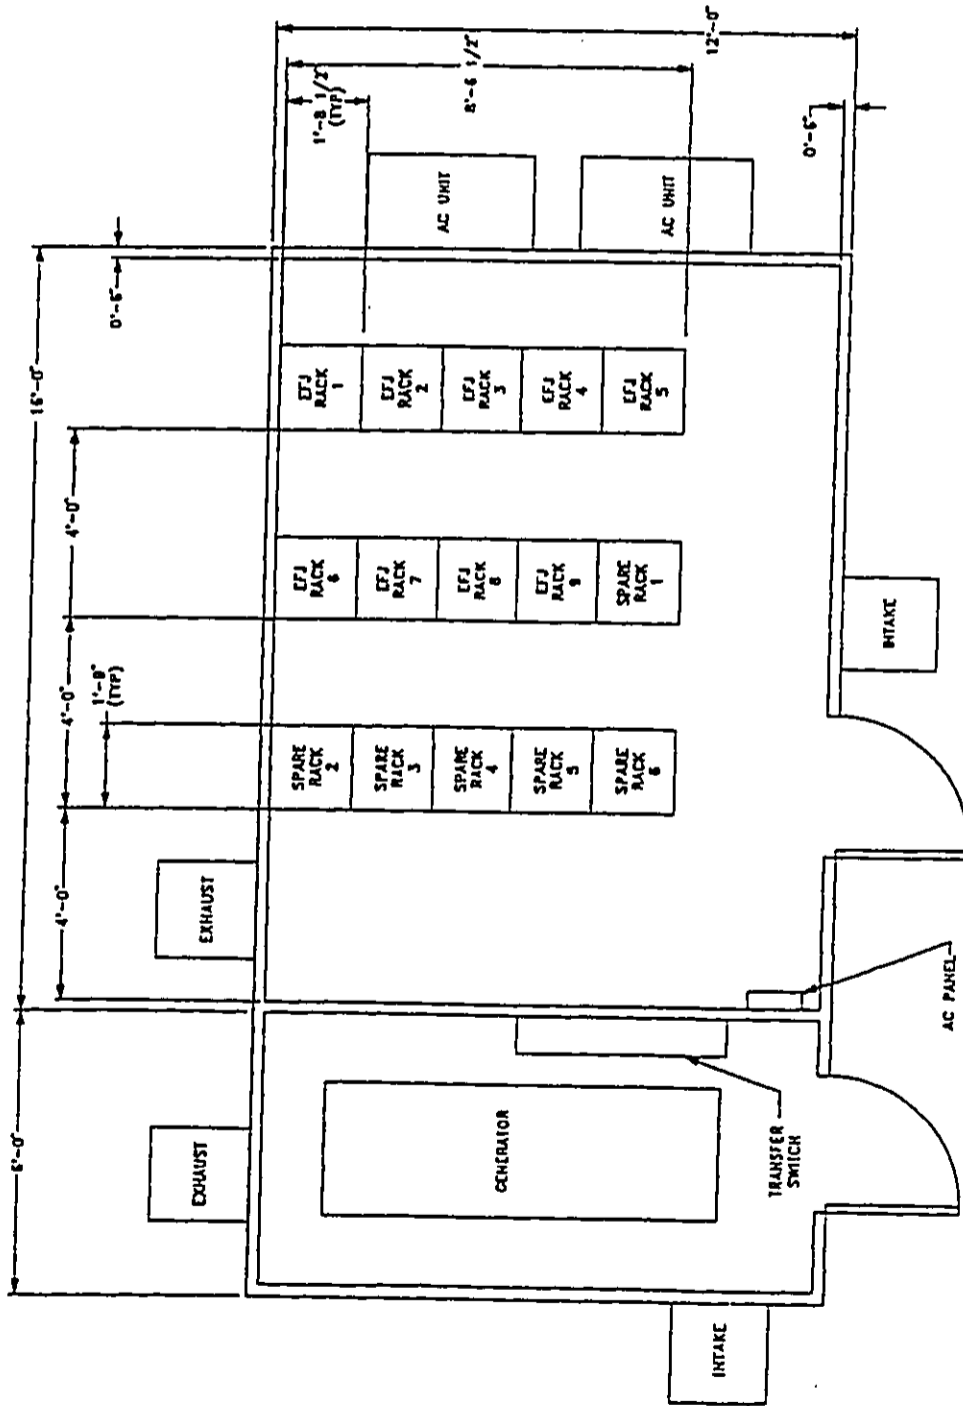 6'-0"
16'-0"
4'-0"
4'-0"
4'-0"
(TYP)
0'-6"
EXHAUST
EXHAUST
SPARE
RACK
2
SPARE
RACK
3
SPARE
RACK
4
SPARE
RACK
5
SPARE
RACK
6
EFJ
RACK
6
EFJ
RACK
7
EFJ
RACK
8
EFJ
RACK
9
SPARE
RACK
1
EFJ
RACK
1
EFJ
RACK
2
EFJ
RACK
3
EFJ
RACK
4
EFJ
RACK
5
1'-8 1/2"
(TYP)
8'-6 1/2"
12'-0"
0'-6"
AC UNIT
AC UNIT
GENERATOR
TRANSFER
SWITCH
INTAKE
INTAKE
AC PANEL